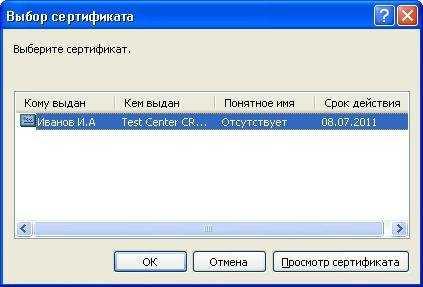 Выбор сертификата
Выберите сертификат.
Кому выдан Кем выдан Понятное имя Срок действия
Иванов И.А Test Center CR... Отсутствует 08.07.2011
ОК Отмена Просмотр сертификата